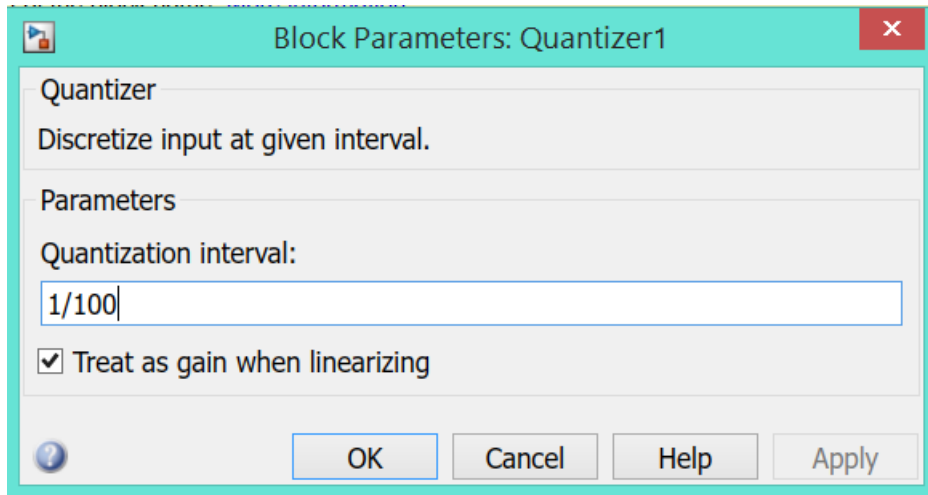 Block Parameters: Quantizer1
Quantizer
Discretize input at given interval.
Parameters
Quantization interval:
1/100
Treat as gain when linearizing
OK Cancel Help Apply